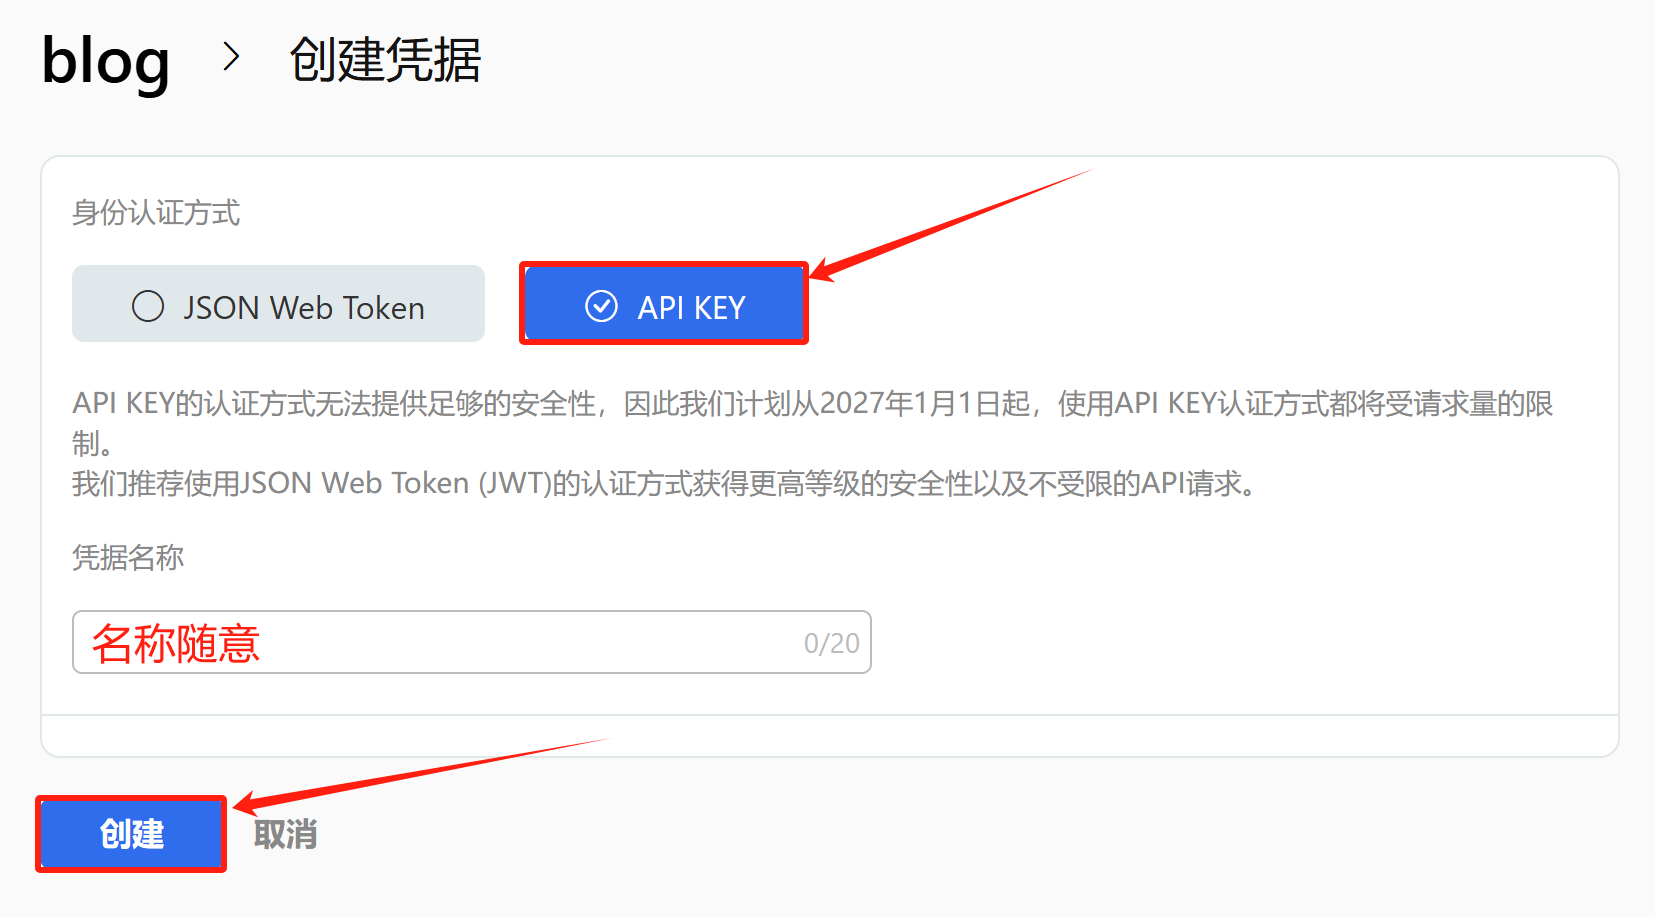 blog > 创建凭据
身份认证方式
JSON Web Token API KEY
API KEY的认证方式无法提供足够的安全性，因此我们计划从2027年1月1日起，使用API KEY认证方式都将受请求量的限
制。
我们推荐使用JSON Web Token (JWT)的认证方式获得更高等级的安全性以及不受限的API请求。
凭据名称
名称随意 0/20
创建 取消